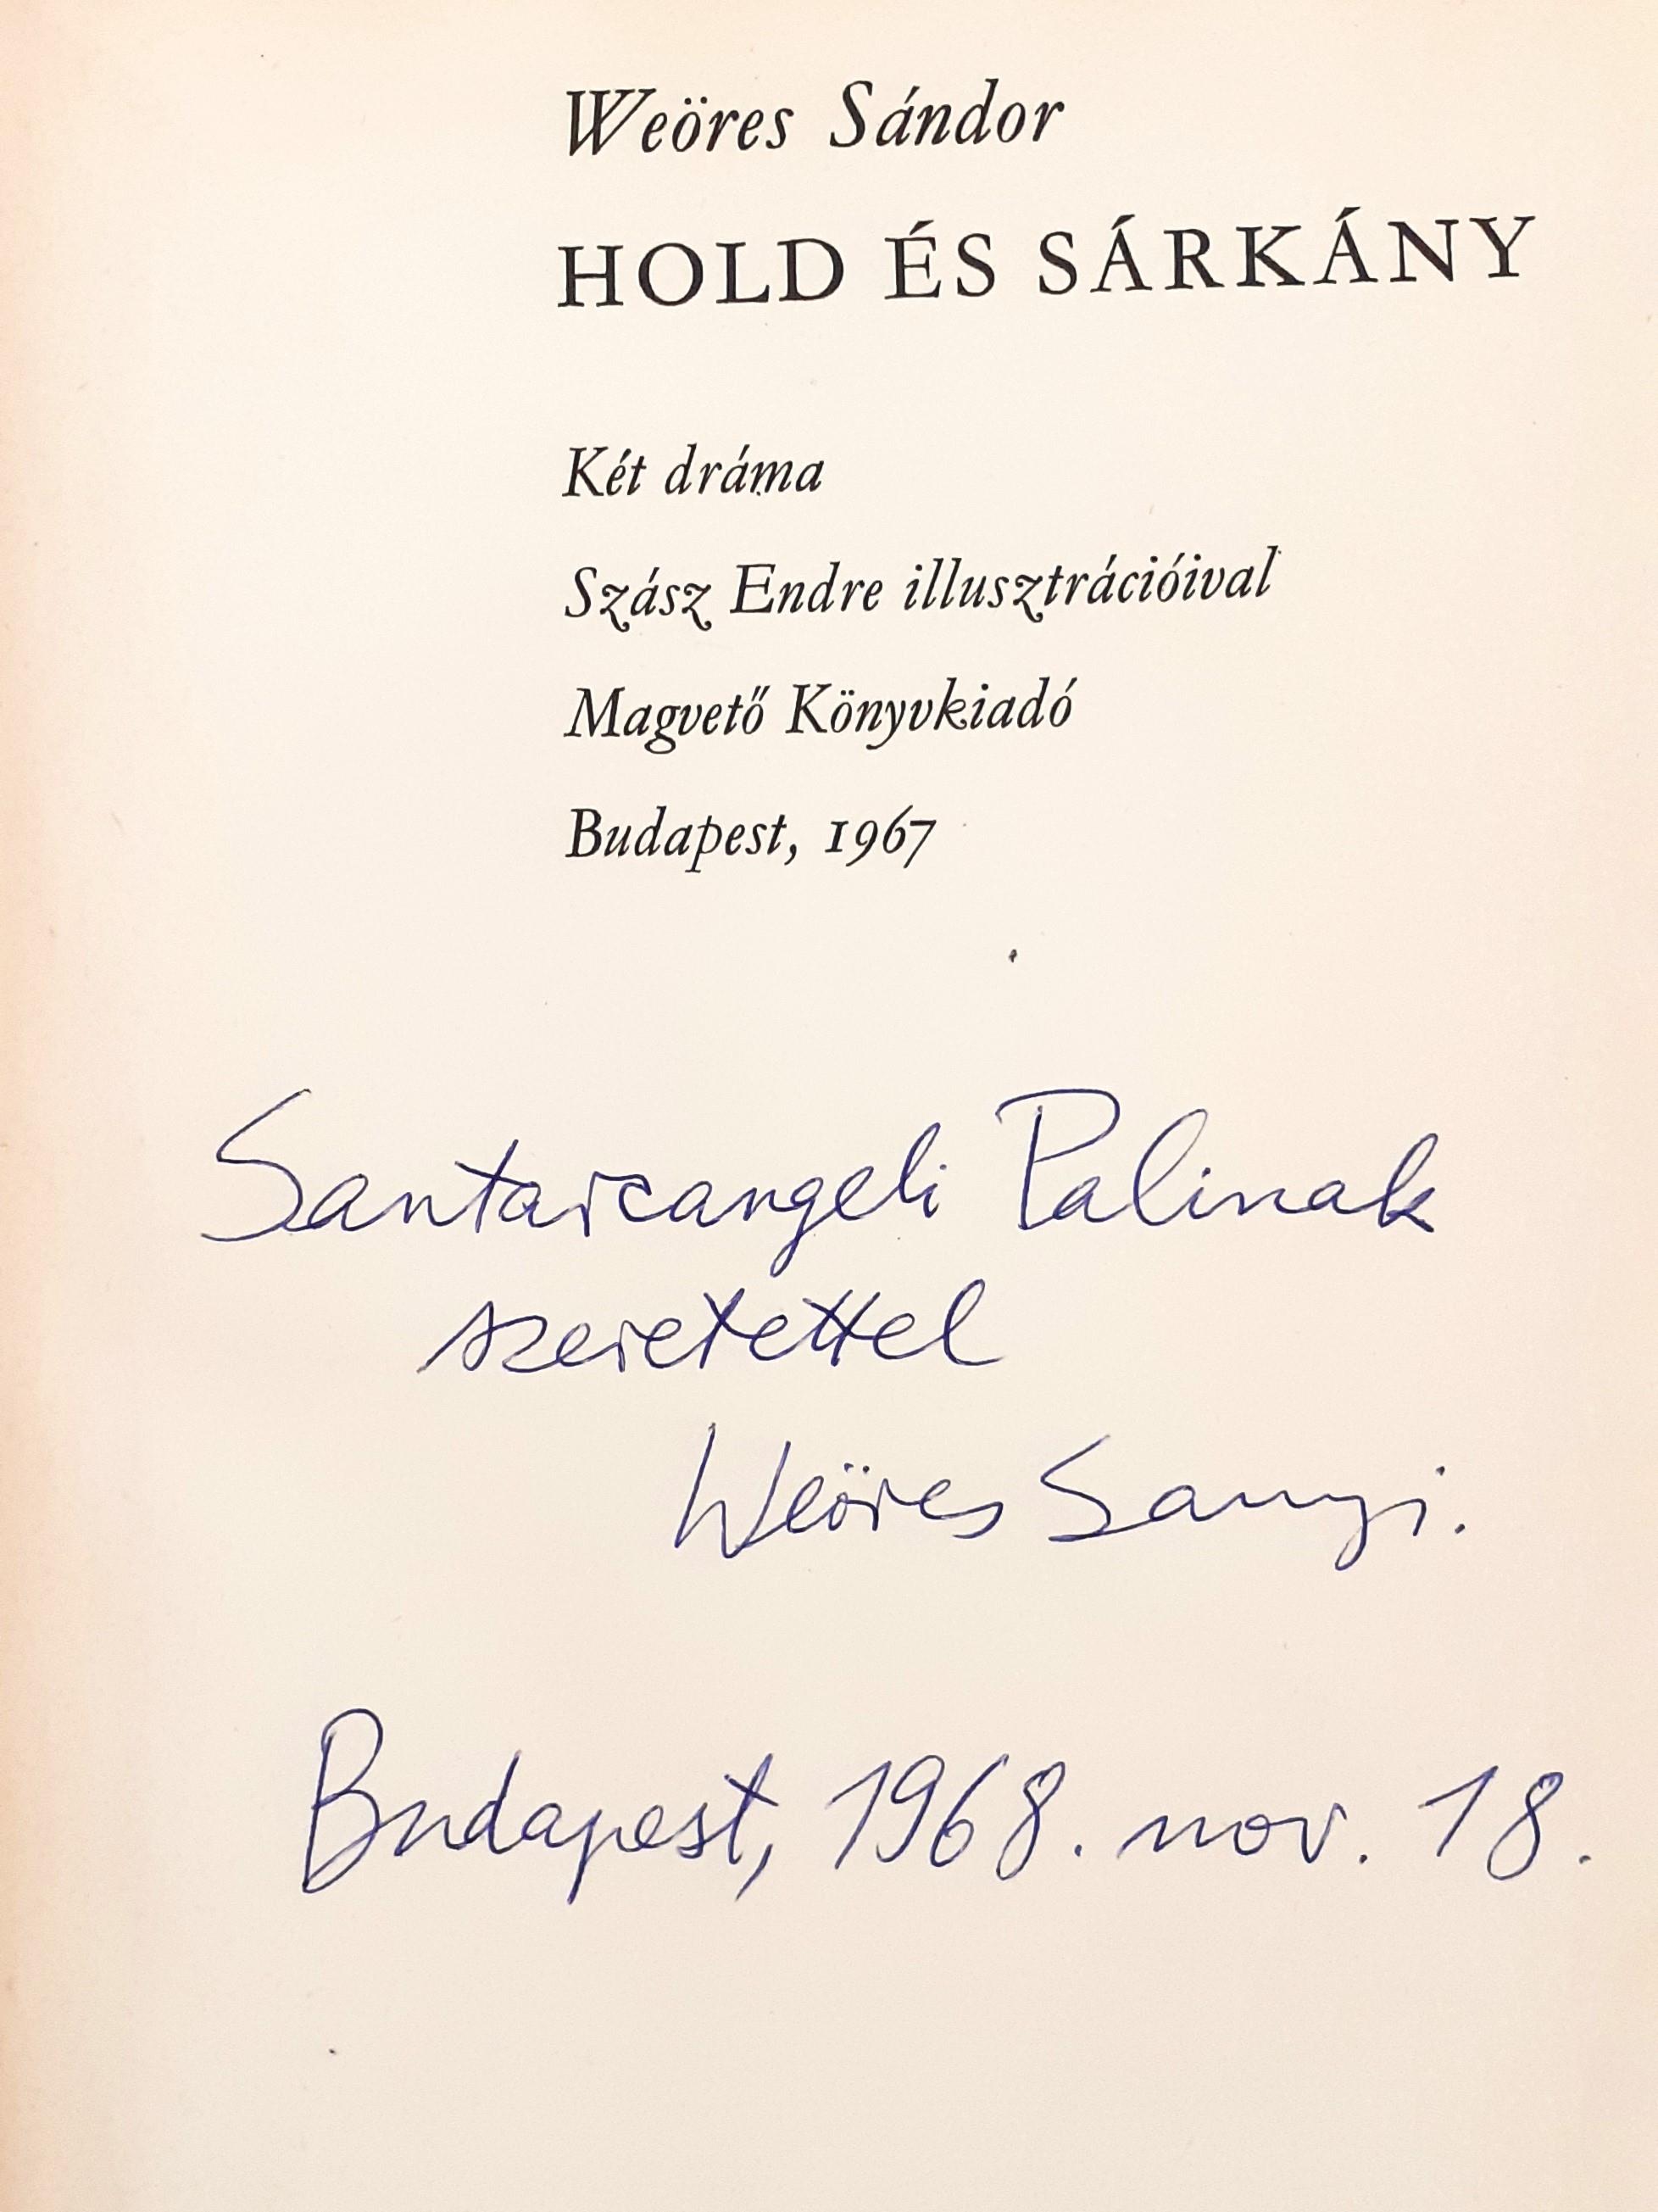 Weöres Sándor
HOLD ÉS SÁRKÁNY
Két dráma
Szász Endre illusztrációival
Magvető Könyvkiadó
Budapest, 1967
Santarcangeli Palinak
szeretettel
Weöres Sanyi.
Budapest, 1968. nov. 18.